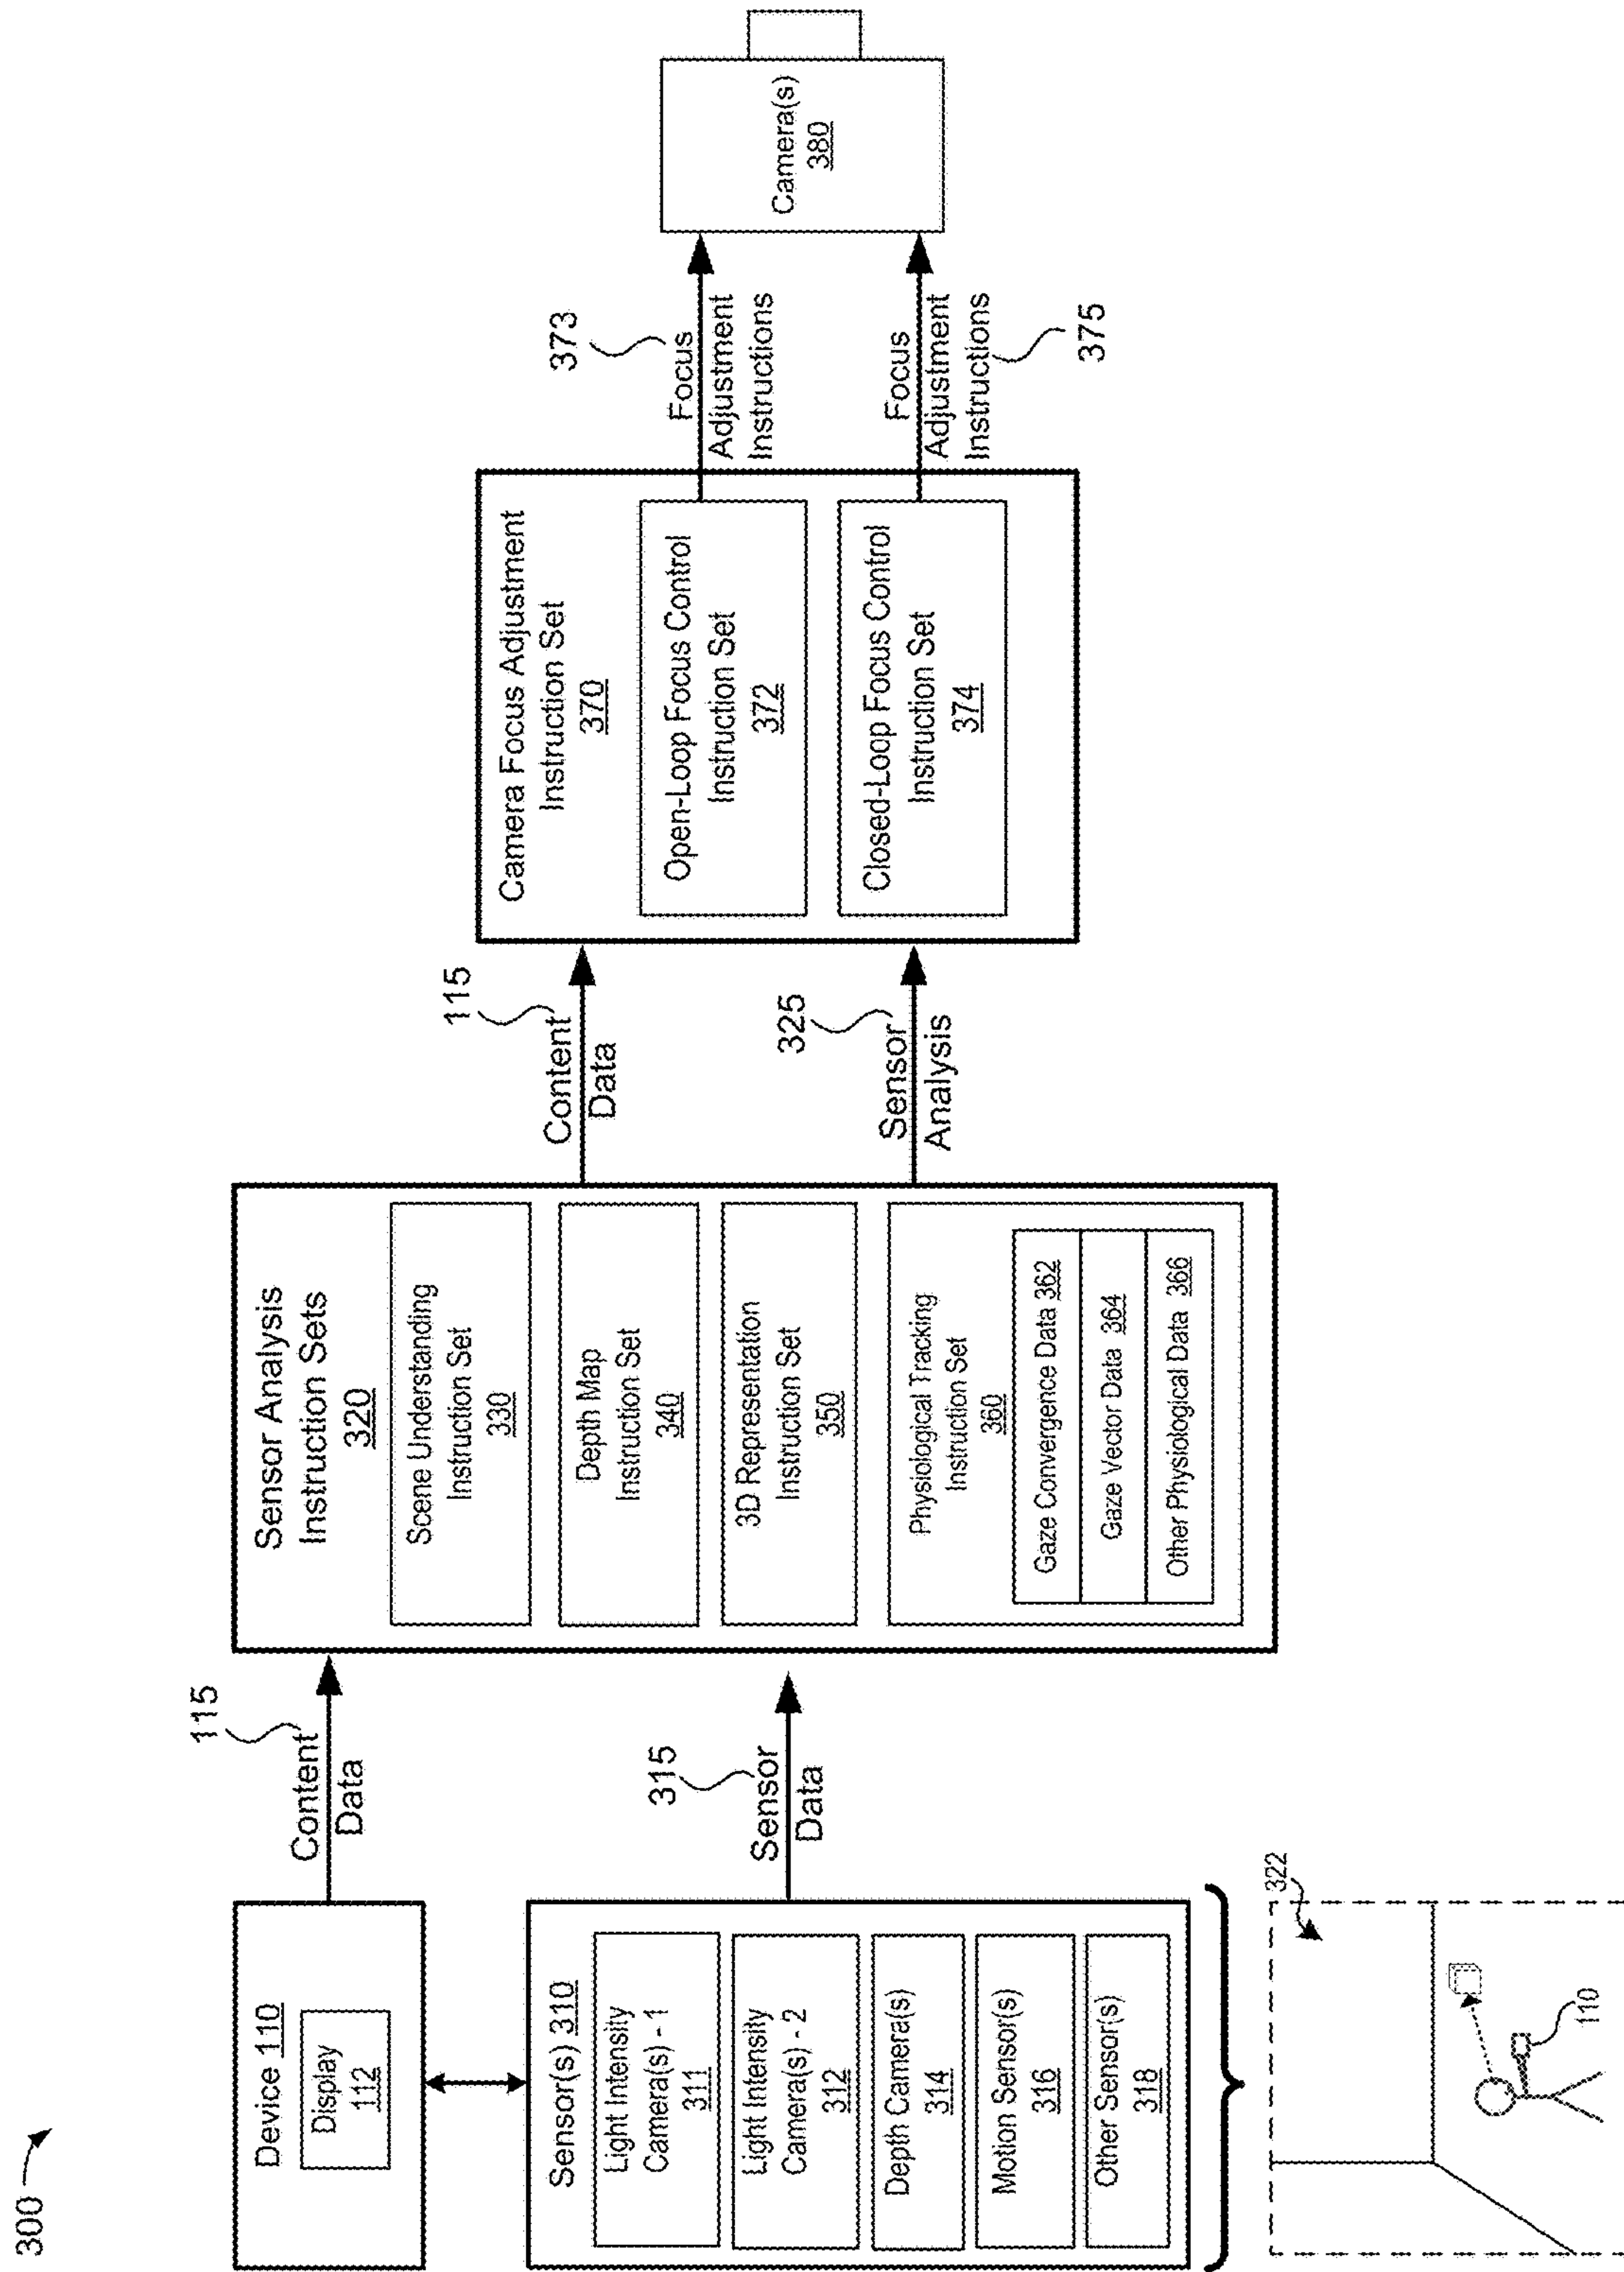 300
Device 110
Display
112
Sensor(s) 310
Light Intensity
Camera(s) - 1
311
Light Intensity
Camera(s) - 2
312
Depth Camera(s)
314
Motion Sensor(s)
316
Other Sensor(s)
318
322
110
115
Content
Data
315
Sensor
Data
Sensor Analysis
Instruction Sets
320
Scene Understanding
Instruction Set
330
Depth Map
Instruction Set
340
3D Representation
Instruction Set
350
Physiological Tracking
Instruction Set
360
Gaze Convergence Data 362
Gaze Vector Data 364
Other Physiological Data 366
115
Content
Data
325
Sensor
Analysis
Camera Focus Adjustment
Instruction Set
370
Open-Loop Focus Control
Instruction Set
372
Closed-Loop Focus Control
Instruction Set
374
373
Focus
Adjustment
Instructions
Focus
Adjustment
Instructions
375
Camera(s)
380